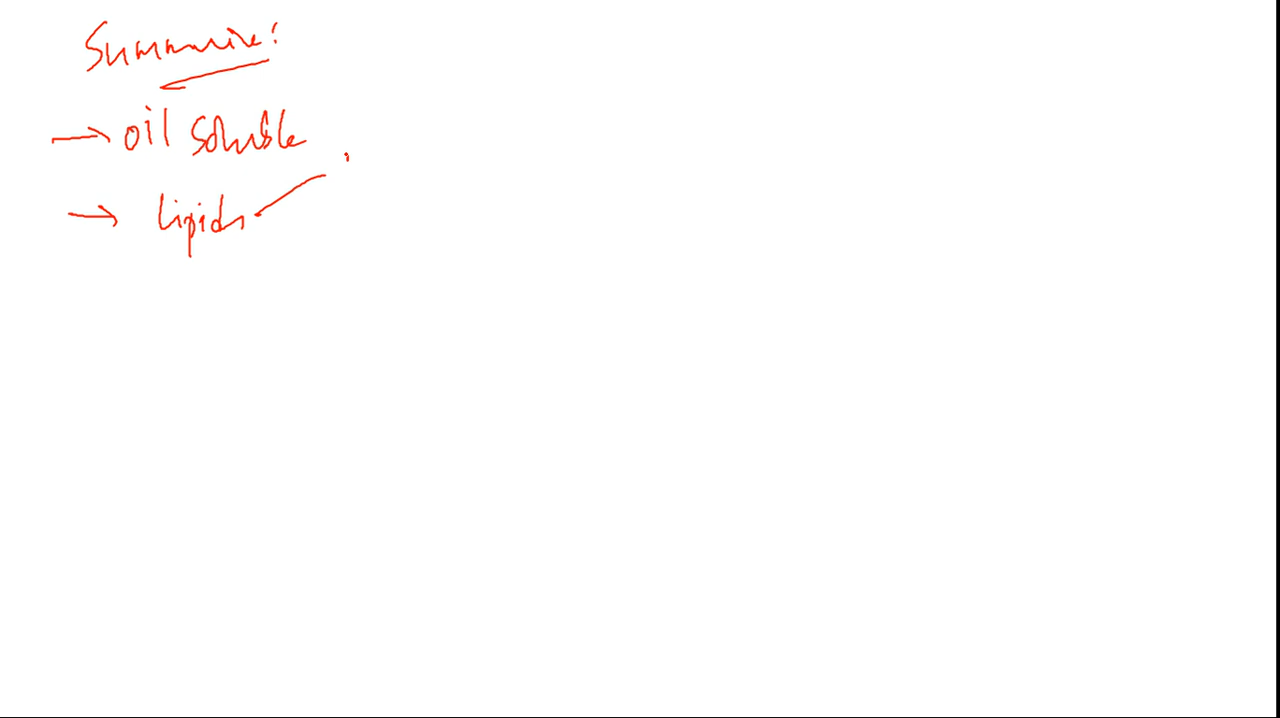 Summarize:
→ oil soluble
→ Lipids